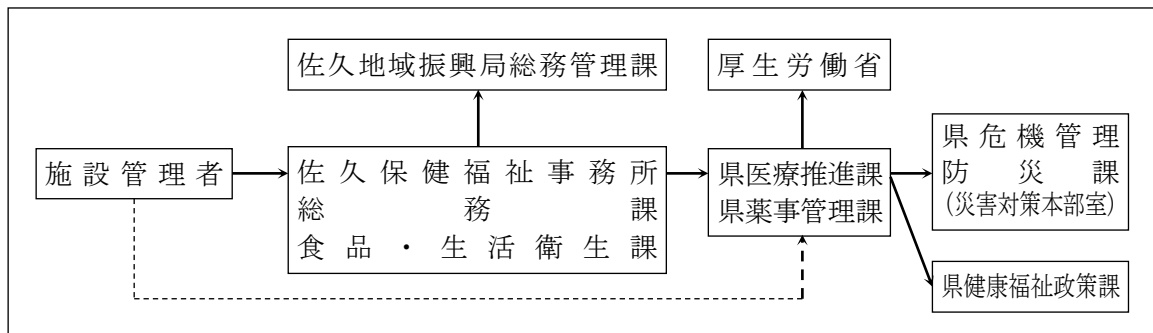 佐久地域振興局総務管理課
厚生労働省
施設管理者
佐久保健福祉事務所
総務課
食品・生活衛生課
県医療推進課
県薬事管理課
県危機管理
防災課
(災害対策本部室)
県健康福祉政策課